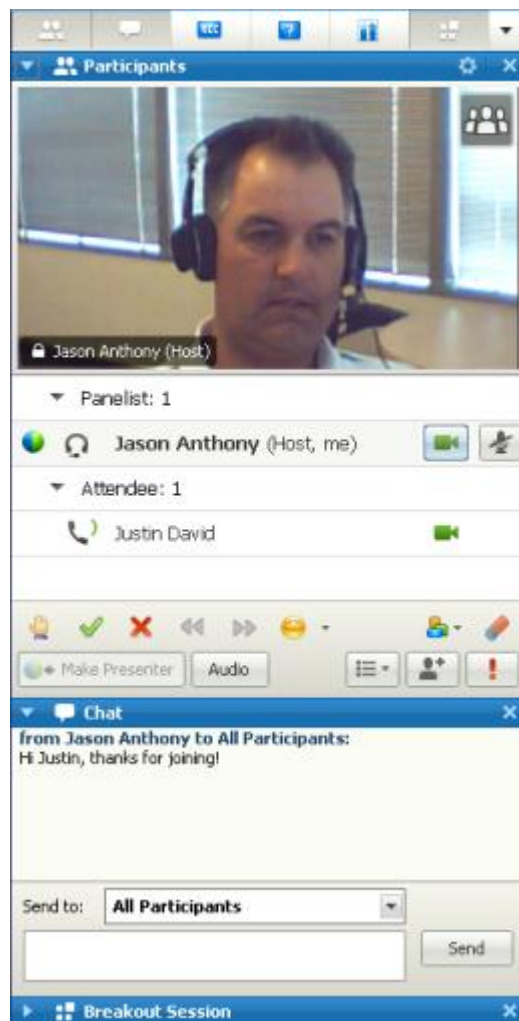 REC
?
Participants
Jason Anthony (Host)
Panelist: 1
Jason Anthony (Host, me)
Attendee: 1
Justin David
Make Presenter
Audio
!
Chat
from Jason Anthony to All Participants:
Hi Justin, thanks for joining!
Send to:
All Participants
Send
Breakout Session